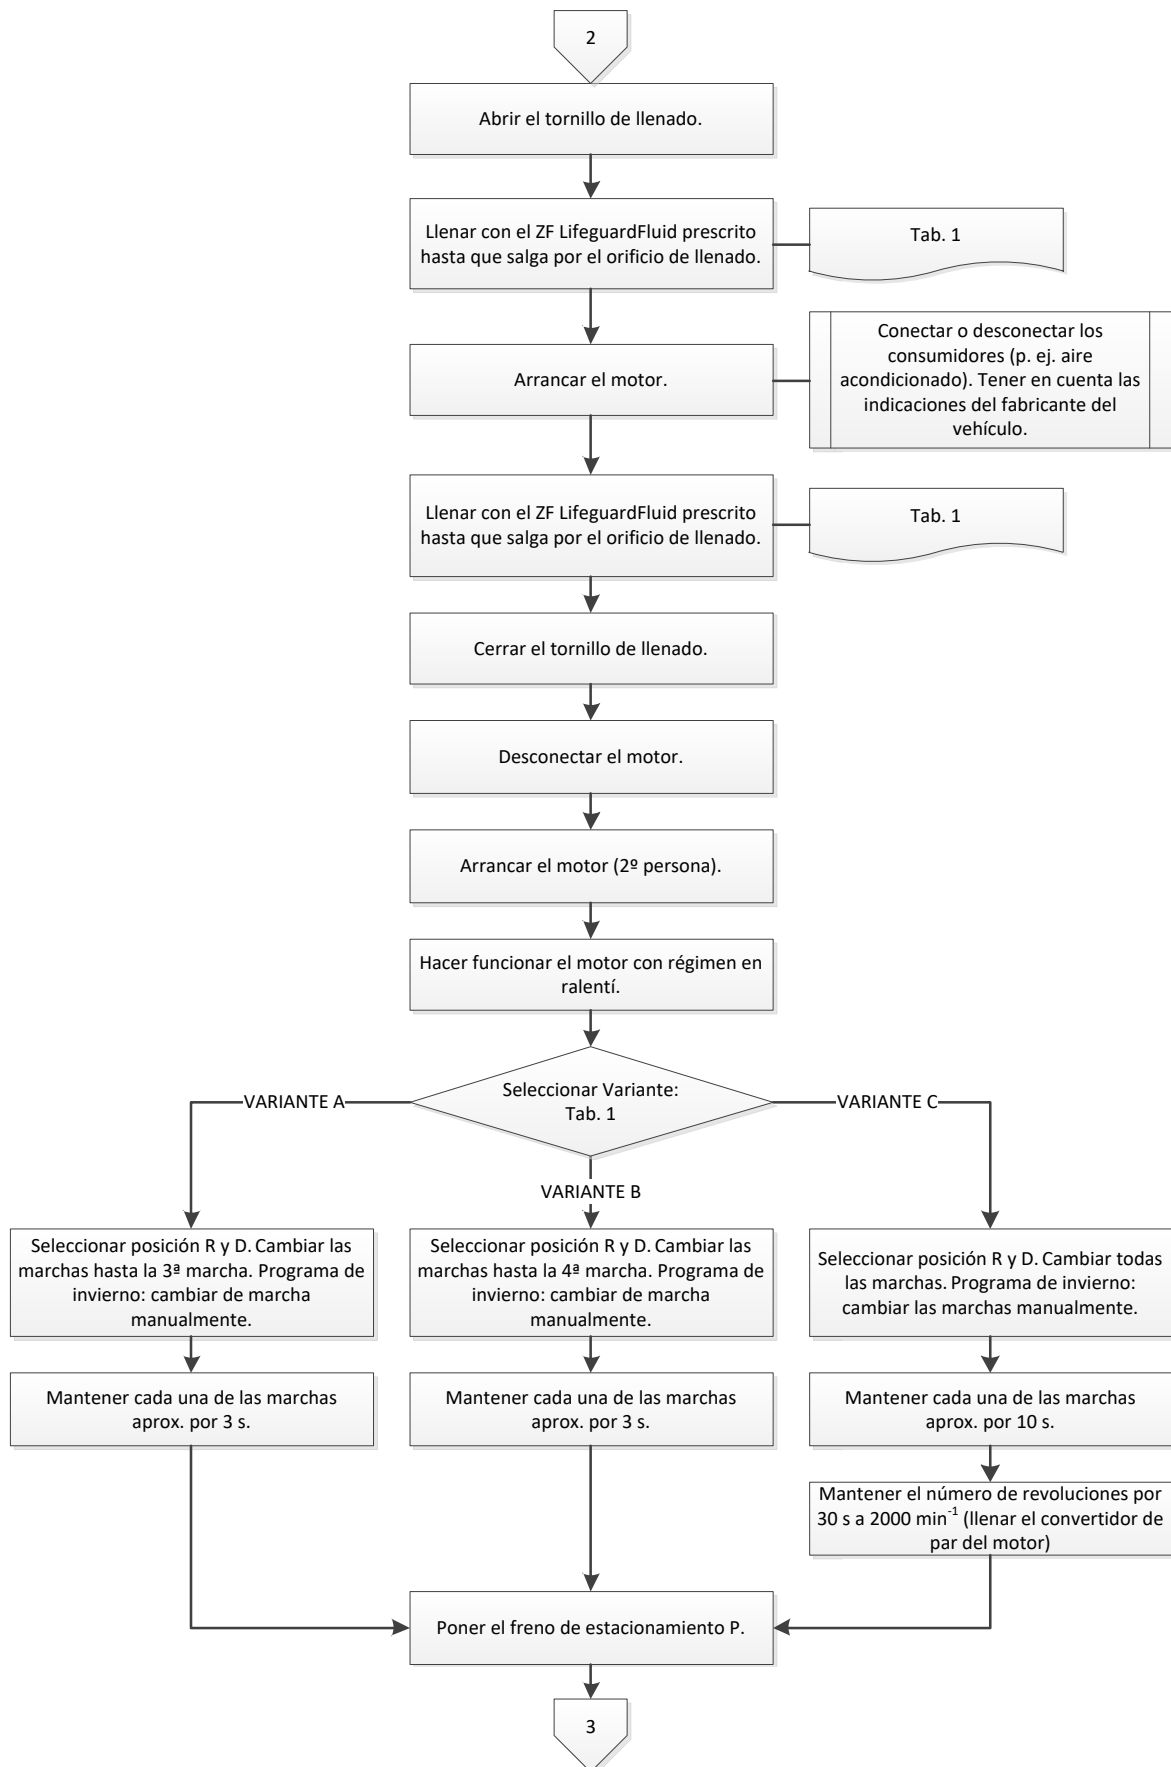 2
Abrir el tornillo de llenado.
Llenar con el ZF LifeguardFluid prescrito
hasta que salga por el orificio de llenado.
Tab. 1
Arrancar el motor.
Conectar o desconectar los
consumidores (p. ej. aire
acondicionado). Tener en cuenta las
indicaciones del fabricante del
vehículo.
Llenar con el ZF LifeguardFluid prescrito
hasta que salga por el orificio de llenado.
Tab. 1
Cerrar el tornillo de llenado.
Desconectar el motor.
Arrancar el motor (2º persona).
Hacer funcionar el motor con régimen en
ralentí.
Seleccionar Variante:
Tab. 1
VARIANTE A
VARIANTE B
VARIANTE C
Seleccionar posición R y D. Cambiar las
marchas hasta la 3ª marcha. Programa de
invierno: cambiar de marcha
manualmente.
Seleccionar posición R y D. Cambiar las
marchas hasta la 4ª marcha. Programa de
invierno: cambiar de marcha
manualmente.
Seleccionar posición R y D. Cambiar todas
las marchas. Programa de invierno:
cambiar las marchas manualmente.
Mantener cada una de las marchas
aprox. por 3 s.
Mantener cada una de las marchas
aprox. por 3 s.
Mantener cada una de las marchas
aprox. por 10 s.
Mantener el número de revoluciones por
30 s a 2000 min⁻¹ (llenar el convertidor de
par del motor)
Poner el freno de estacionamiento P.
3